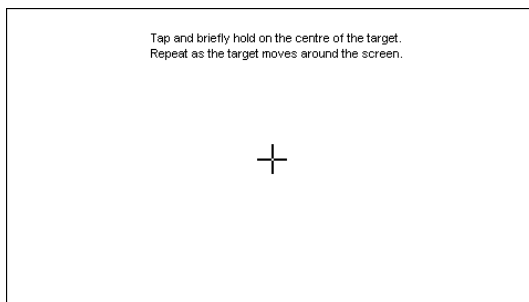 Tap and briefly hold on the centre of the target.
Repeat as the target moves around the screen.